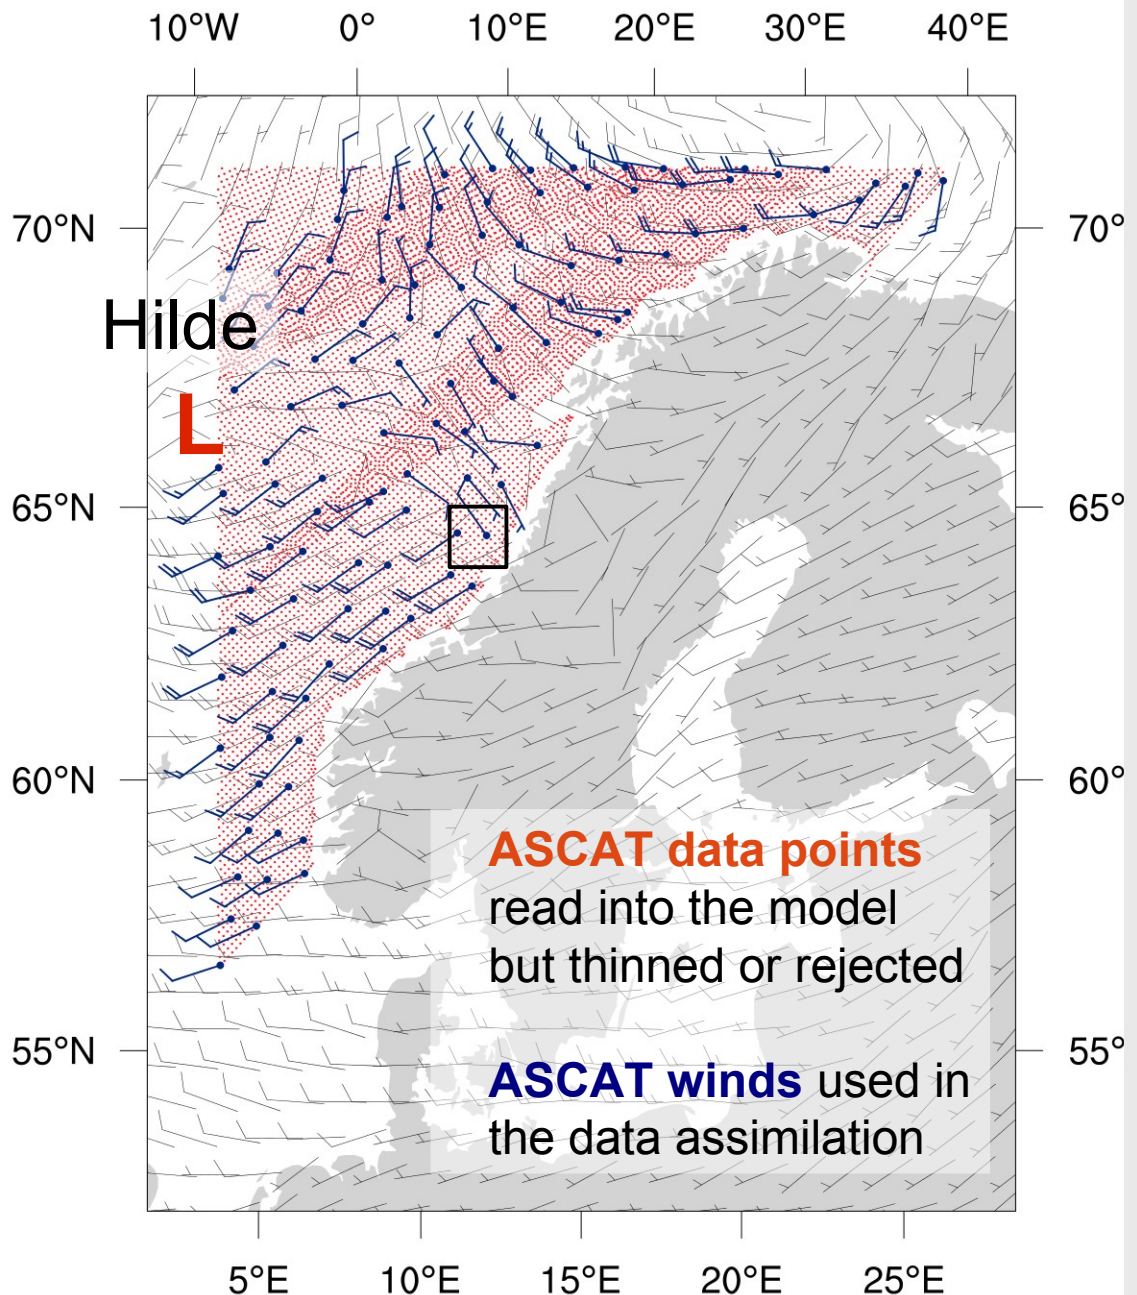 10°W 0° 10°E 20°E 30°E 40°E
70°N 70°
Hilde
L
65°N 65°
60°N 60°
ASCAT data points
read into the model
but thinned or rejected
55°N 55°
ASCAT winds used in
the data assimilation
5°E 10°E 15°E 20°E 25°E